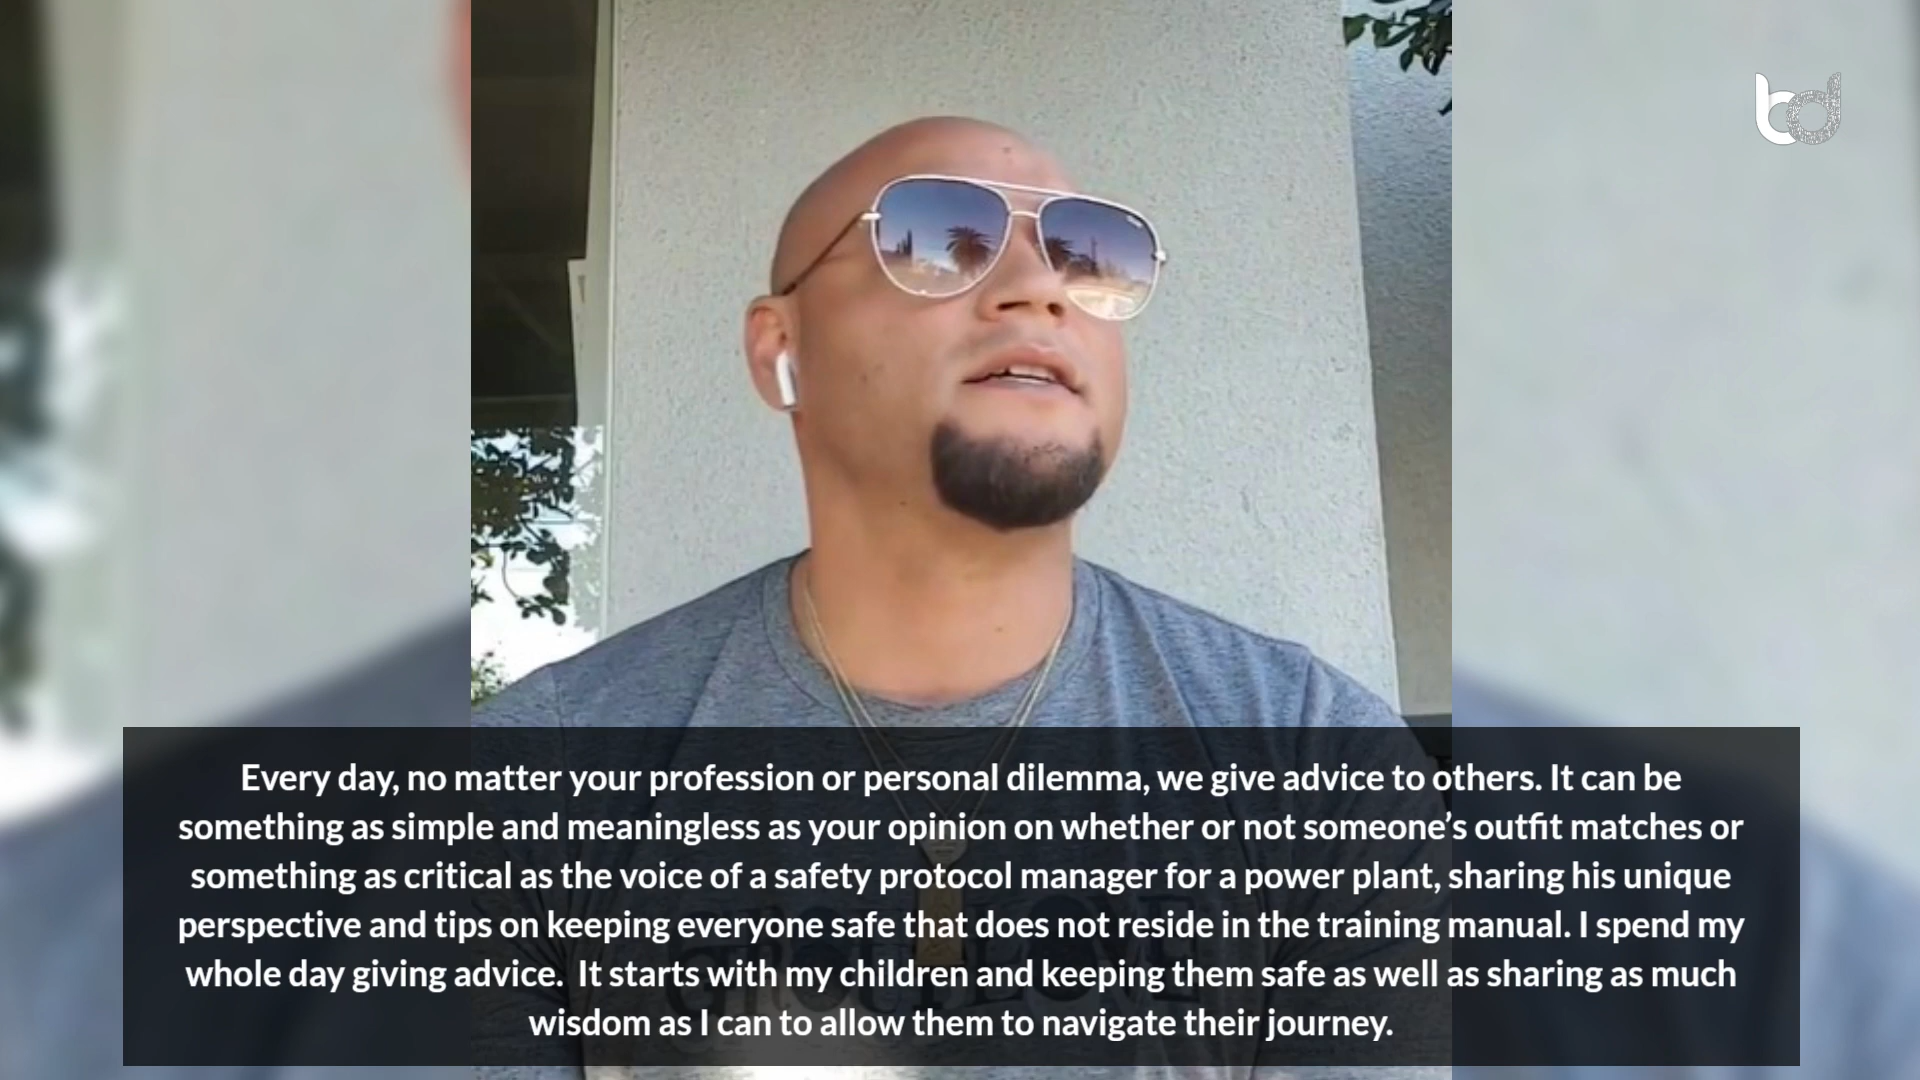 bd
Every day, no matter your profession or personal dilemma, we give advice to others. It can be
something as simple and meaningless as your opinion on whether or not someone’s outfit matches or
something as critical as the voice of a safety protocol manager for a power plant, sharing his unique
perspective and tips on keeping everyone safe that does not reside in the training manual. I spend my
whole day giving advice.  It starts with my children and keeping them safe as well as sharing as much
wisdom as I can to allow them to navigate their journey.